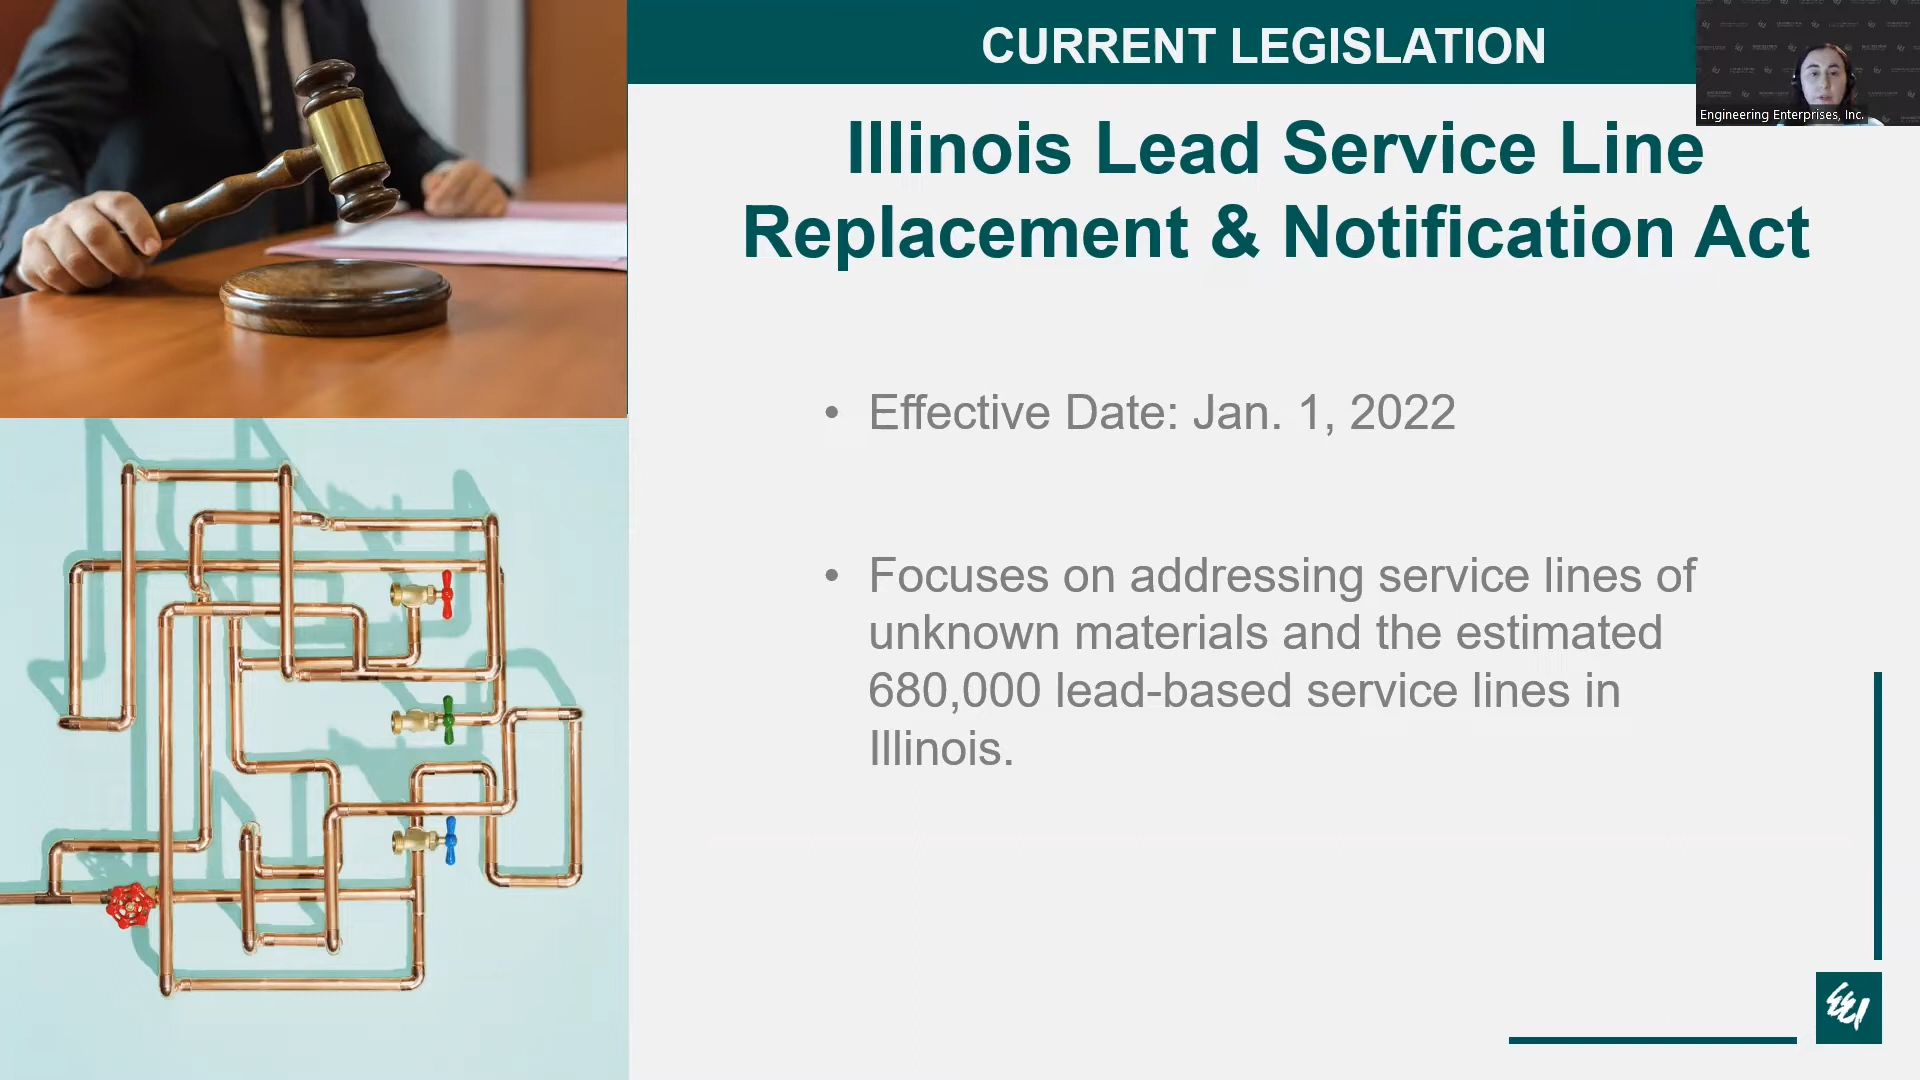 CURRENT LEGISLATION
Engineering Enterprises, Inc.
Illinois Lead Service Line
Replacement & Notification Act
• Effective Date: Jan. 1, 2022
• Focuses on addressing service lines of
unknown materials and the estimated
680,000 lead-based service lines in
Illinois.
EEI